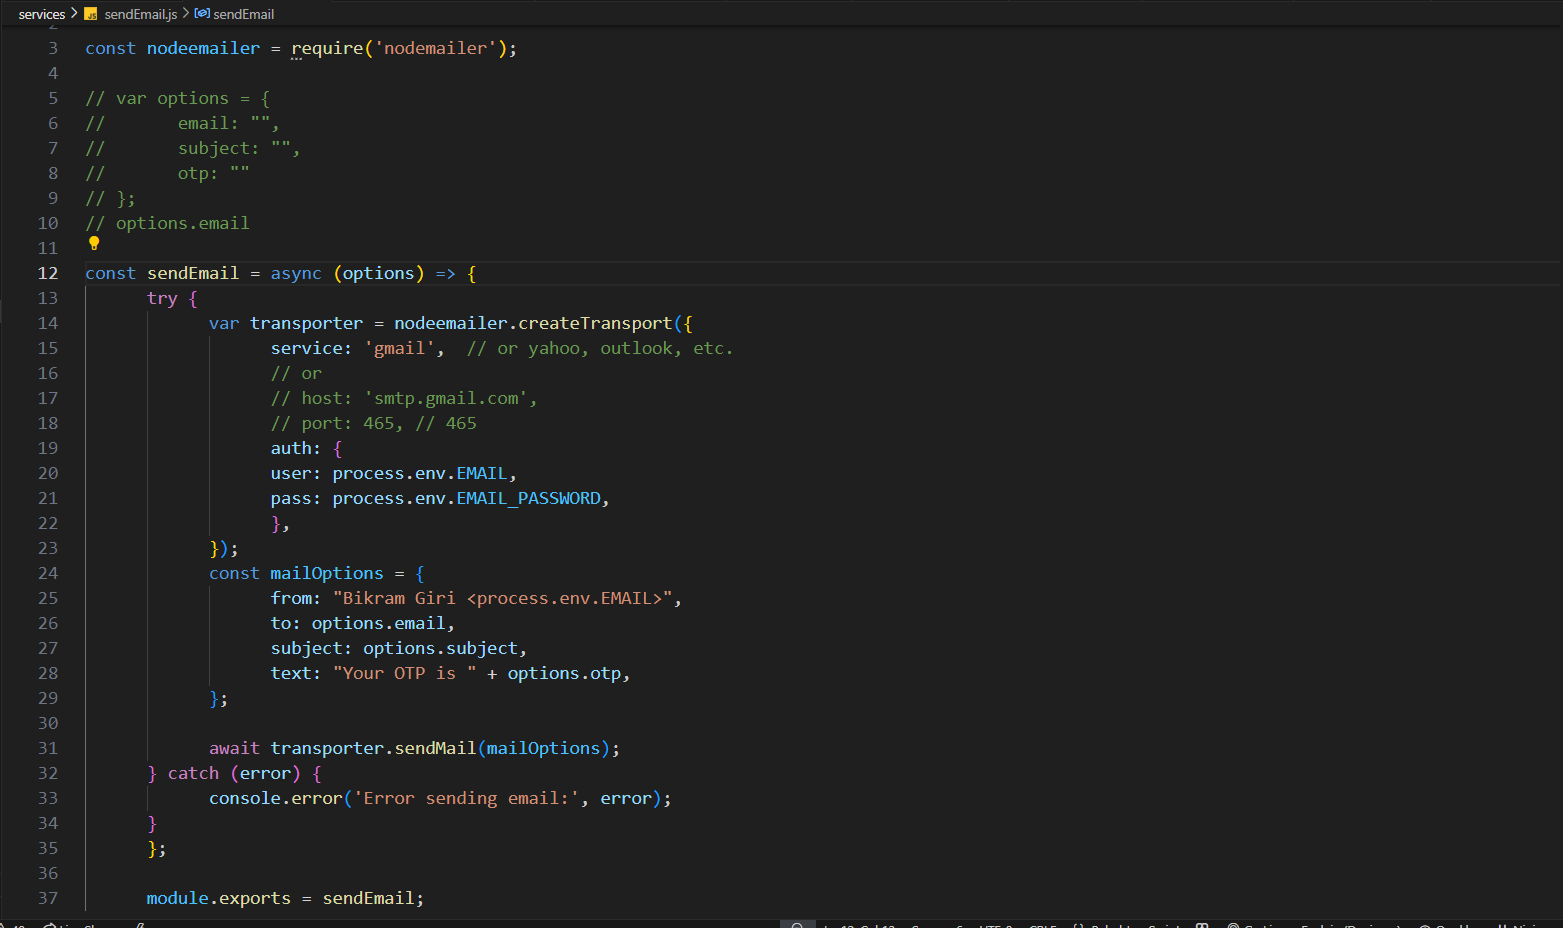 services > JS sendEmail.js > sendEmail
3 const nodeemailer = require('nodemailer');
4
5 // var options = {
6 //       email: "",
7 //       subject: "",
8 //       otp: ""
9 // };
10 // options.email
11
12 const sendEmail = async (options) => {
13       try {
14             var transporter = nodeemailer.createTransport({
15                   service: 'gmail',  // or yahoo, outlook, etc.
16                   // or
17                   // host: 'smtp.gmail.com',
18                   // port: 465, // 465
19                   auth: {
20                   user: process.env.EMAIL,
21                   pass: process.env.EMAIL_PASSWORD,
22                   },
23             });
24             const mailOptions = {
25                   from: "Bikram Giri <process.env.EMAIL>",
26                   to: options.email,
27                   subject: options.subject,
28                   text: "Your OTP is " + options.otp,
29             };
30
31             await transporter.sendMail(mailOptions);
32       } catch (error) {
33             console.error('Error sending email:', error);
34       }
35       };
36
37       module.exports = sendEmail;